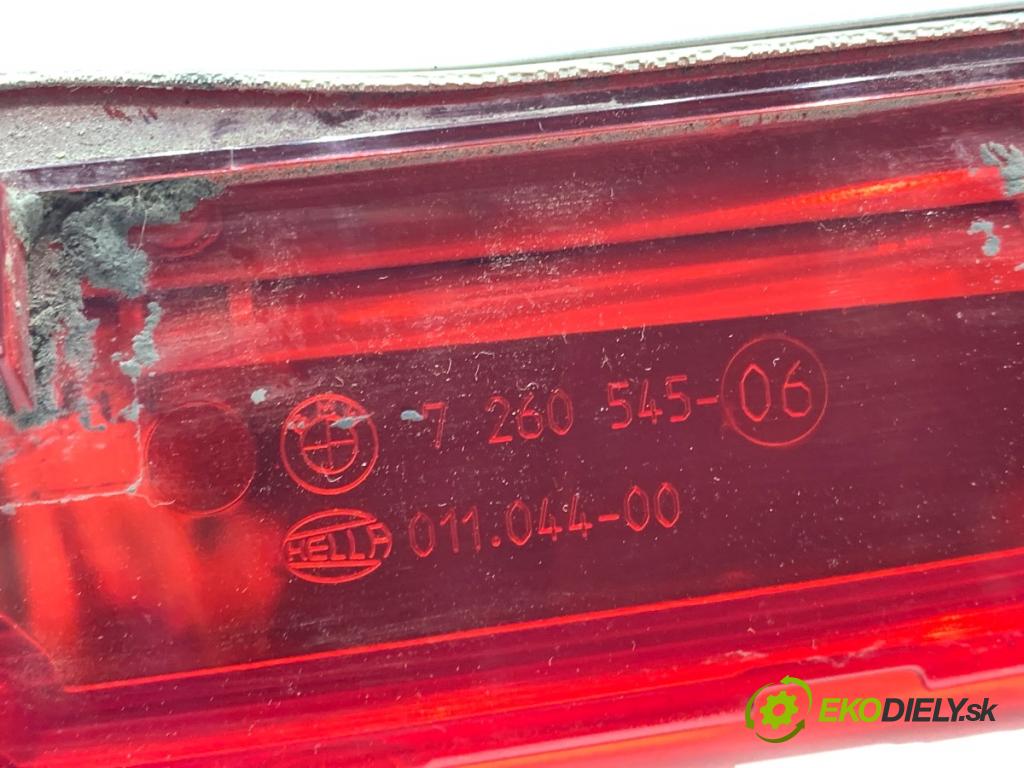 7 260 545-06
HELLA 011.044-00
EKODIELY.sk